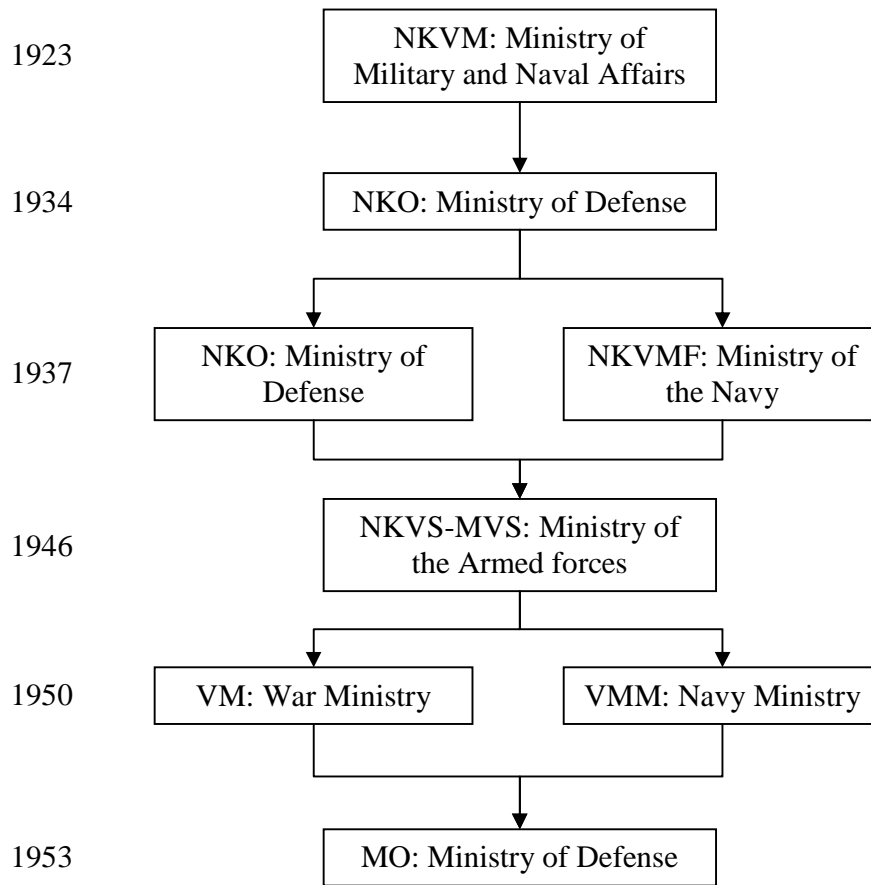 1923
NKVM: Ministry of
Military and Naval Affairs
1934
NKO: Ministry of Defense
1937
NKO: Ministry of
Defense
NKVMF: Ministry of
the Navy
1946
NKVS-MVS: Ministry of
the Armed forces
1950
VM: War Ministry
VMM: Navy Ministry
1953
MO: Ministry of Defense